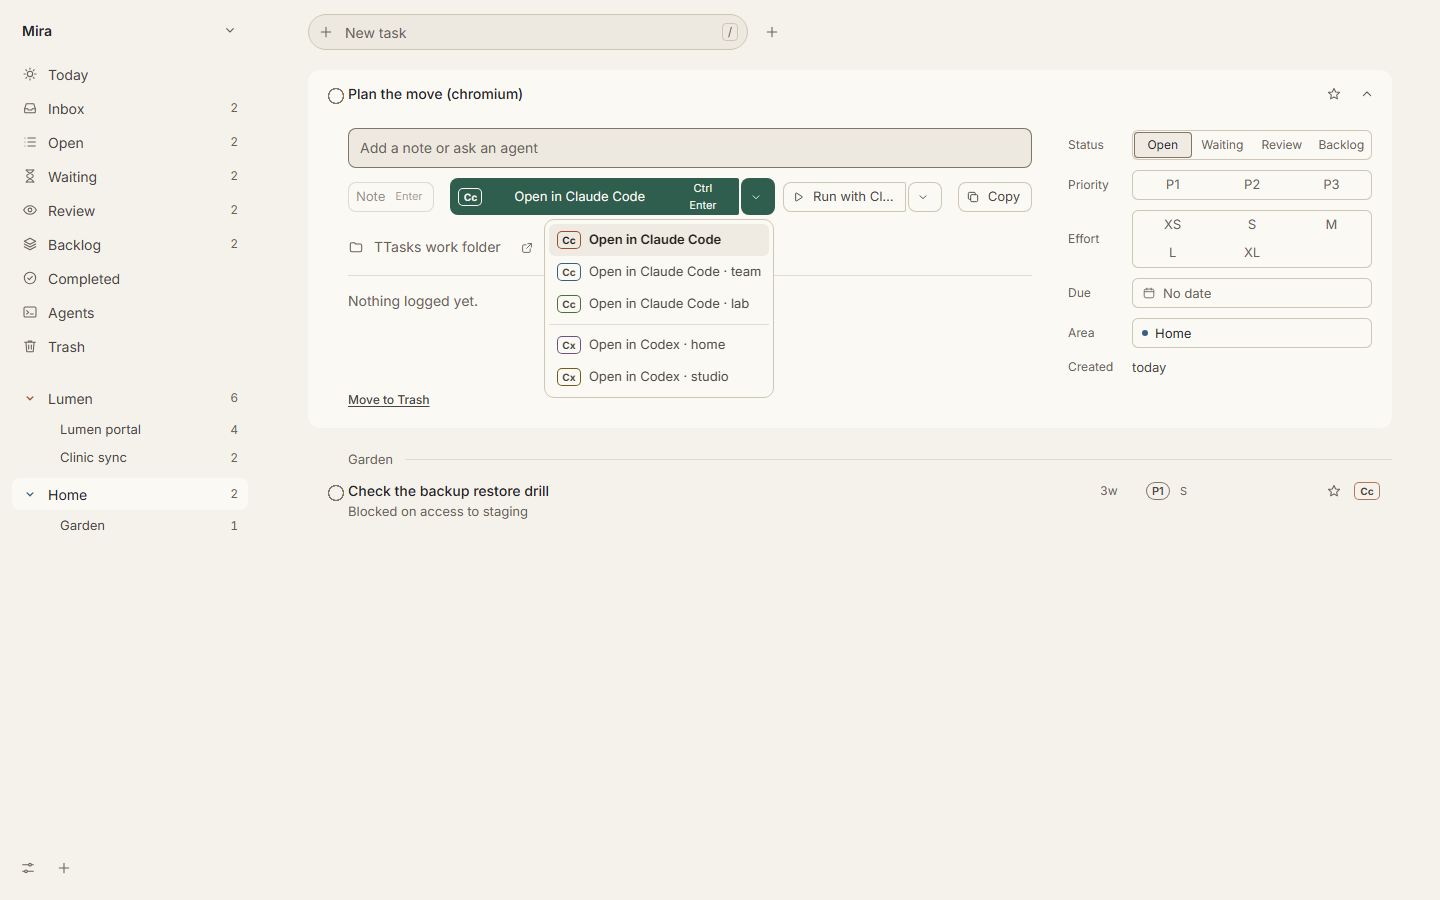 Mira
Today
Inbox 2
Open 2
Waiting 2
Review 2
Backlog 2
Completed
Agents
Trash
Lumen 6
Lumen portal 4
Clinic sync 2
Home 2
Garden 1
New task /
Plan the move (chromium)
Add a note or ask an agent
Note Enter
Cc Open in Claude Code Ctrl Enter
Run with Cl...
Copy
TTasks work folder
Nothing logged yet.
Cc Open in Claude Code
Cc Open in Claude Code · team
Cc Open in Claude Code · lab
Cx Open in Codex · home
Cx Open in Codex · studio
Move to Trash
Status Open Waiting Review Backlog
Priority P1 P2 P3
Effort XS S M
L XL
Due No date
Area Home
Created today
Garden
Check the backup restore drill 3w P1 S Cc
Blocked on access to staging